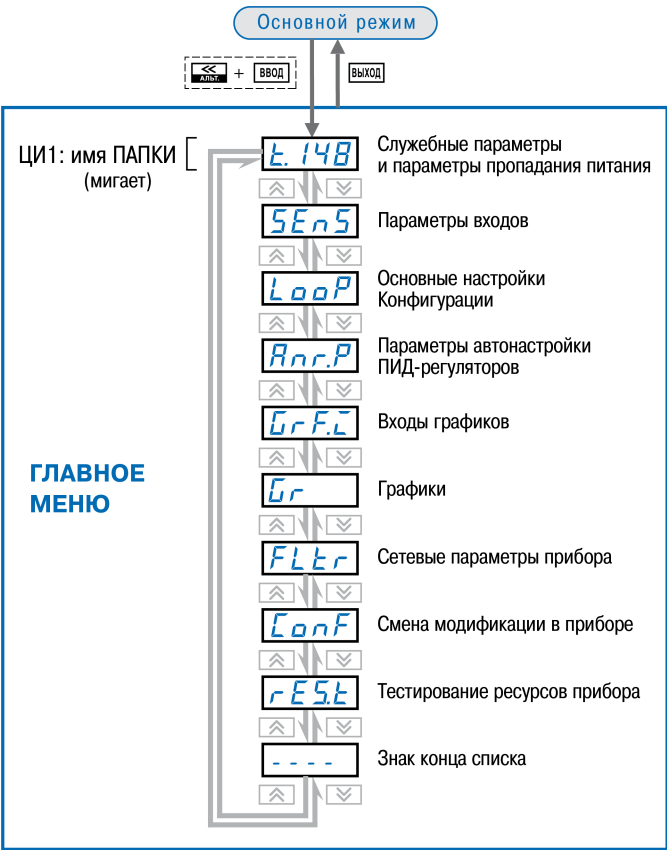 Основной режим
≪
АЛЬТ.
+ ВВОД
ВЫХОД
ЦИ1: имя ПАПКИ
(мигает)
t.148
Служебные параметры
и параметры пропадания питания
SEnS
Параметры входов
LooP
Основные настройки
Конфигурации
Anr.P
Параметры автонастройки
ПИД-регуляторов
GrF.i
Входы графиков
ГЛАВНОЕ
МЕНЮ
Gr
Графики
FLtr
Сетевые параметры прибора
ConF
Смена модификации в приборе
rES.t
Тестирование ресурсов прибора
- - - -
Знак конца списка